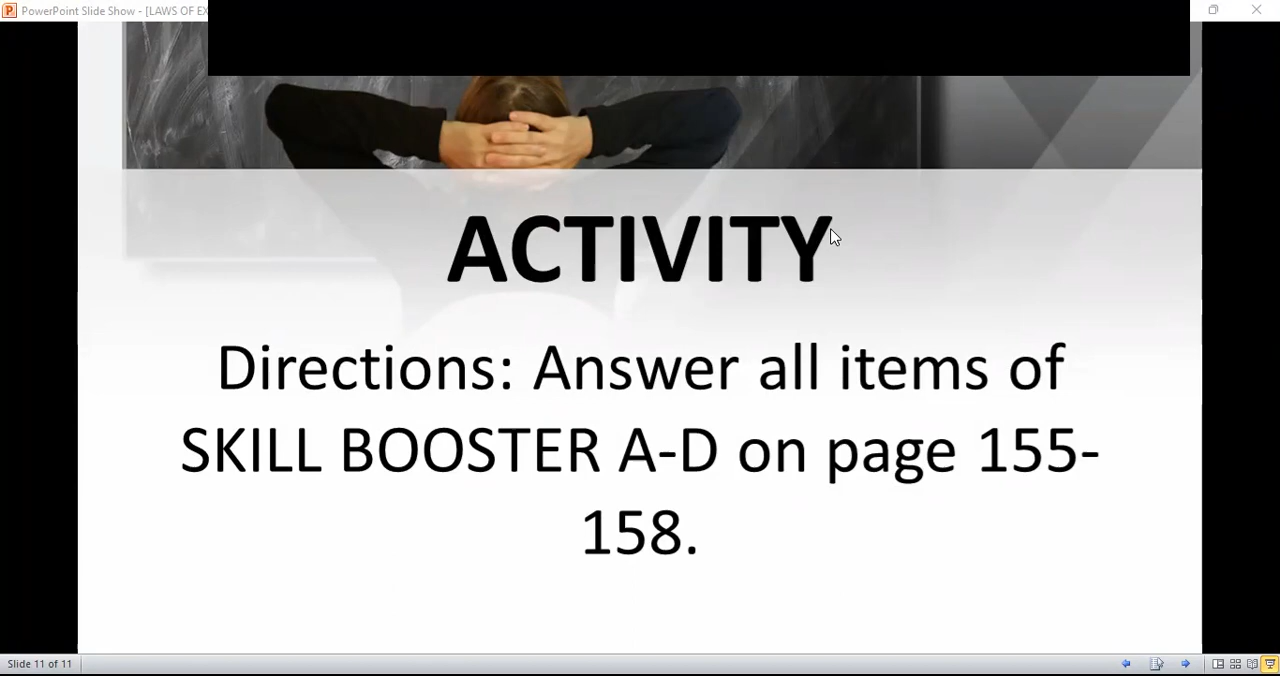 PowerPoint Slide Show - [LAWS OF EX
ACTIVITY
Directions: Answer all items of
SKILL BOOSTER A-D on page 155-
158.
Slide 11 of 11